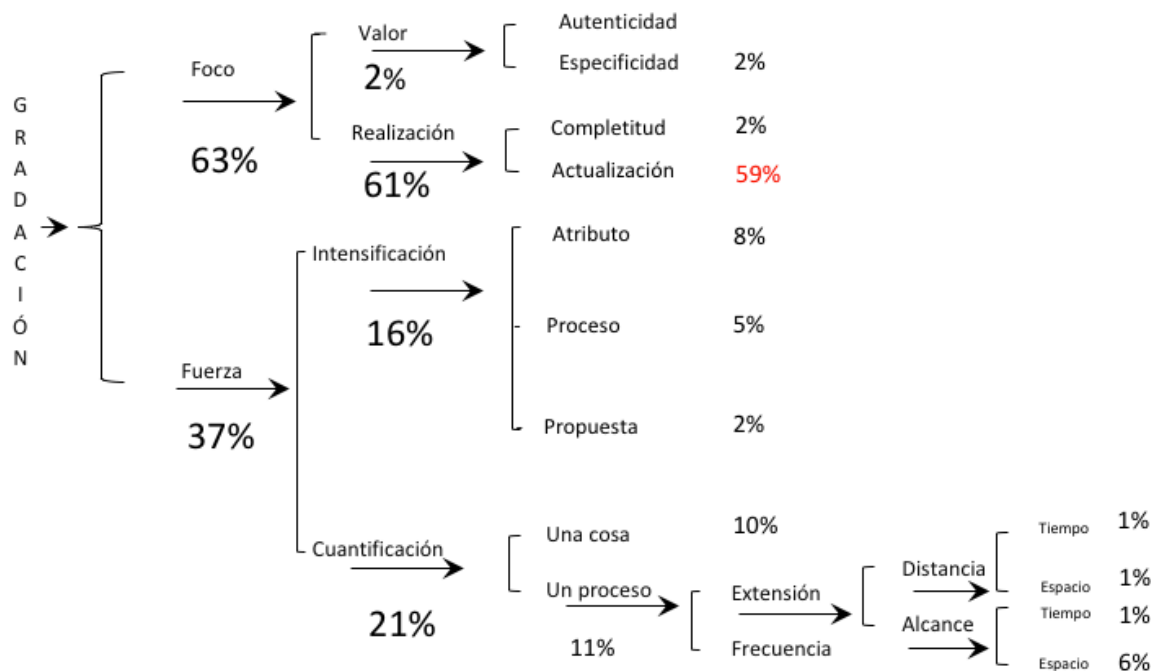 GRADACIÓN
Foco
63%
Valor
2%
Autenticidad
Especificidad 2%
Realización
61%
Completitud 2%
Actualización 59%
Fuerza
37%
Intensificación
16%
Atributo 8%
Proceso 5%
Propuesta 2%
Cuantificación
21%
Una cosa 10%
Un proceso
11%
Extensión
Frecuencia
Distancia
Tiempo 1%
Espacio 1%
Alcance
Tiempo 1%
Espacio 6%